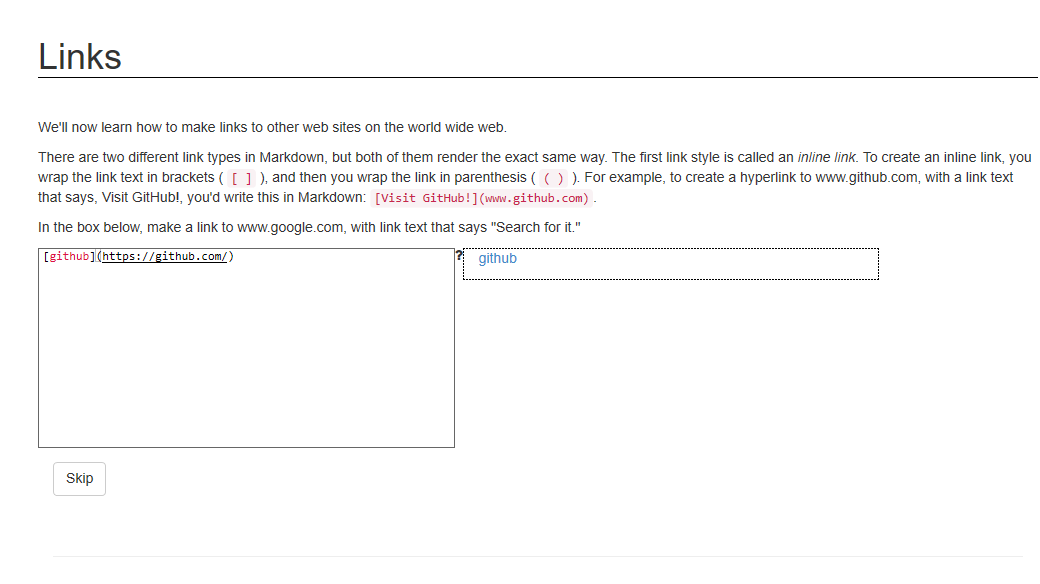 Links
We'll now learn how to make links to other web sites on the world wide web.
There are two different link types in Markdown, but both of them render the exact same way. The first link style is called an inline link. To create an inline link, you
wrap the link text in brackets ( [ ] ), and then you wrap the link in parenthesis ( ( ) ). For example, to create a hyperlink to www.github.com, with a link text
that says, Visit GitHub!, you'd write this in Markdown: [Visit GitHub!](www.github.com) .
In the box below, make a link to www.google.com, with link text that says "Search for it."
[github](https://github.com/)
?
github
Skip